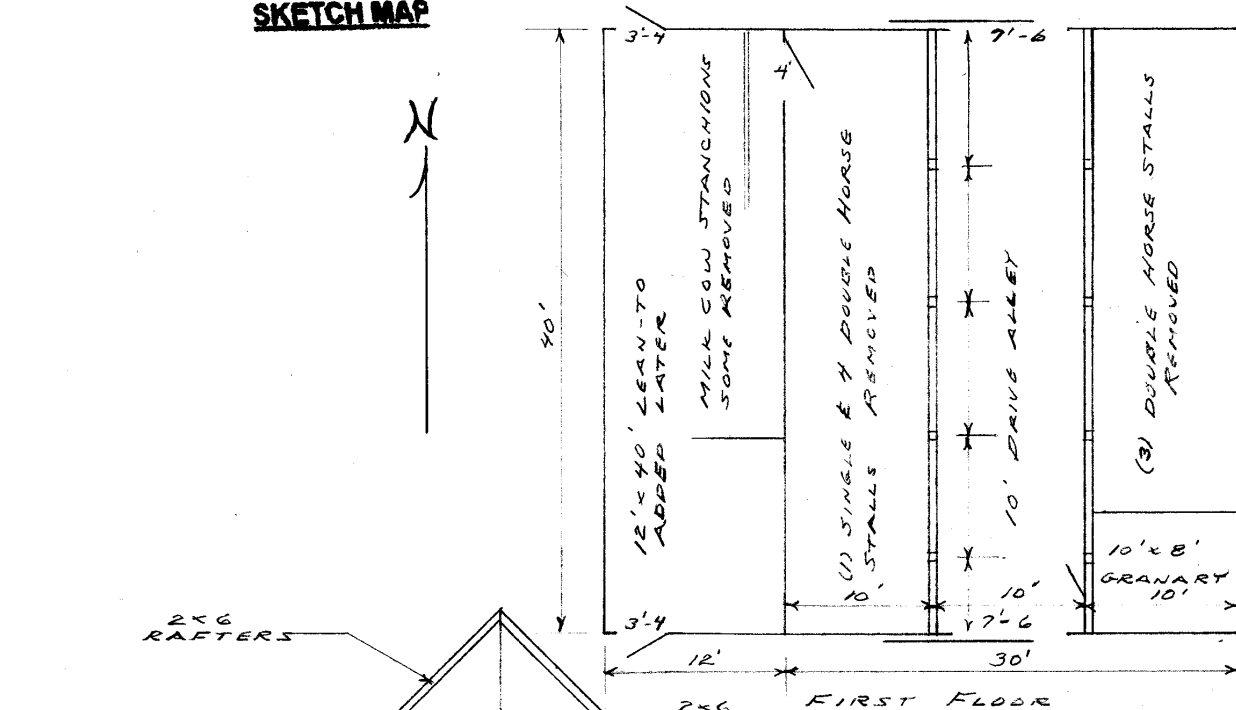 SKETCH MAP
N
3'-4
4'
7'-6
40'
12' x 40' LEAN-TO
ADDED LATER
MILK COW STANCHIONS
SOME REMOVED
(1) SINGLE & 4 DOUBLE HORSE
STALLS REMOVED
10' DRIVE ALLEY
(3) DOUBLE HORSE STALLS
REMOVED
10' x 8'
GRANARY
10'
10'
10'
3'-4
7'-6
12'
30'
2x6
RAFTERS
2x6
FIRST FLOOR